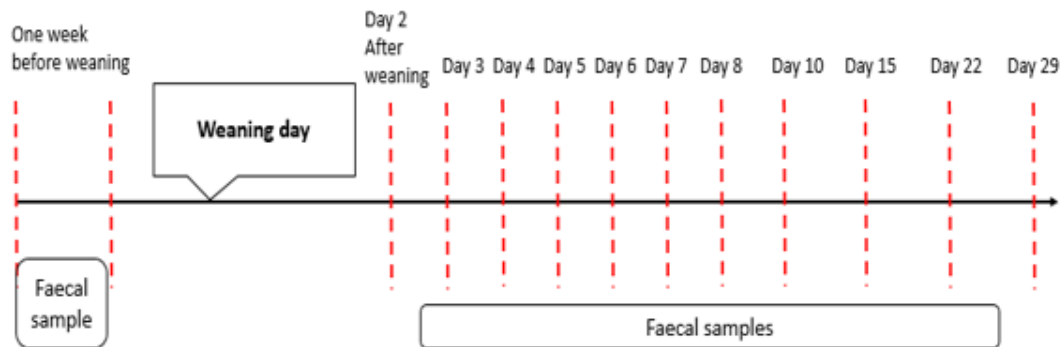 One week
before weaning
Weaning day
Day 2
After
weaning
Day 3
Day 4
Day 5
Day 6
Day 7
Day 8
Day 10
Day 15
Day 22
Day 29
Faecal
sample
Faecal samples